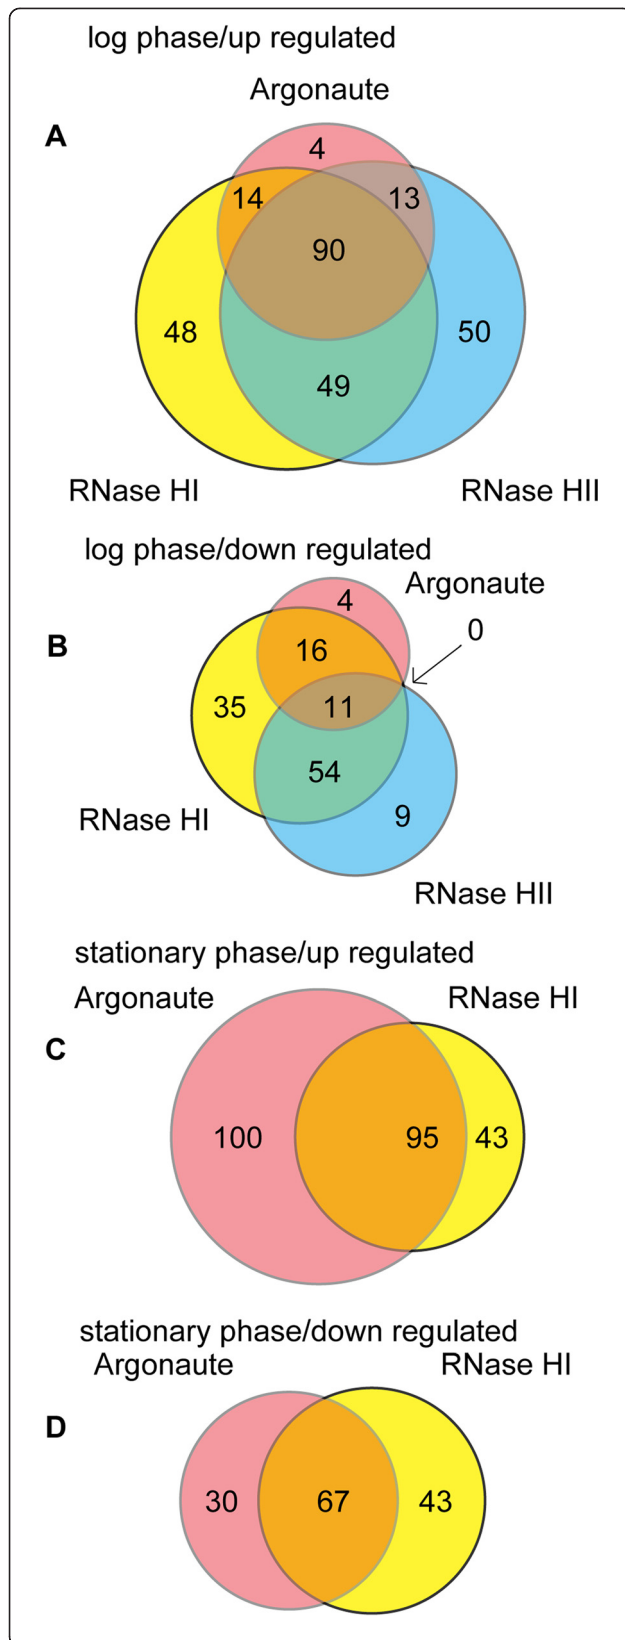 log phase/up regulated
Argonaute
A
4
14
13
90
48
50
49
RNase HI
RNase HII
log phase/down regulated
Argonaute
B
4
0
16
35
11
54
RNase HI
9
RNase HII
stationary phase/up regulated
Argonaute
RNase HI
C
100
95
43
stationary phase/down regulated
Argonaute
RNase HI
D
30
67
43